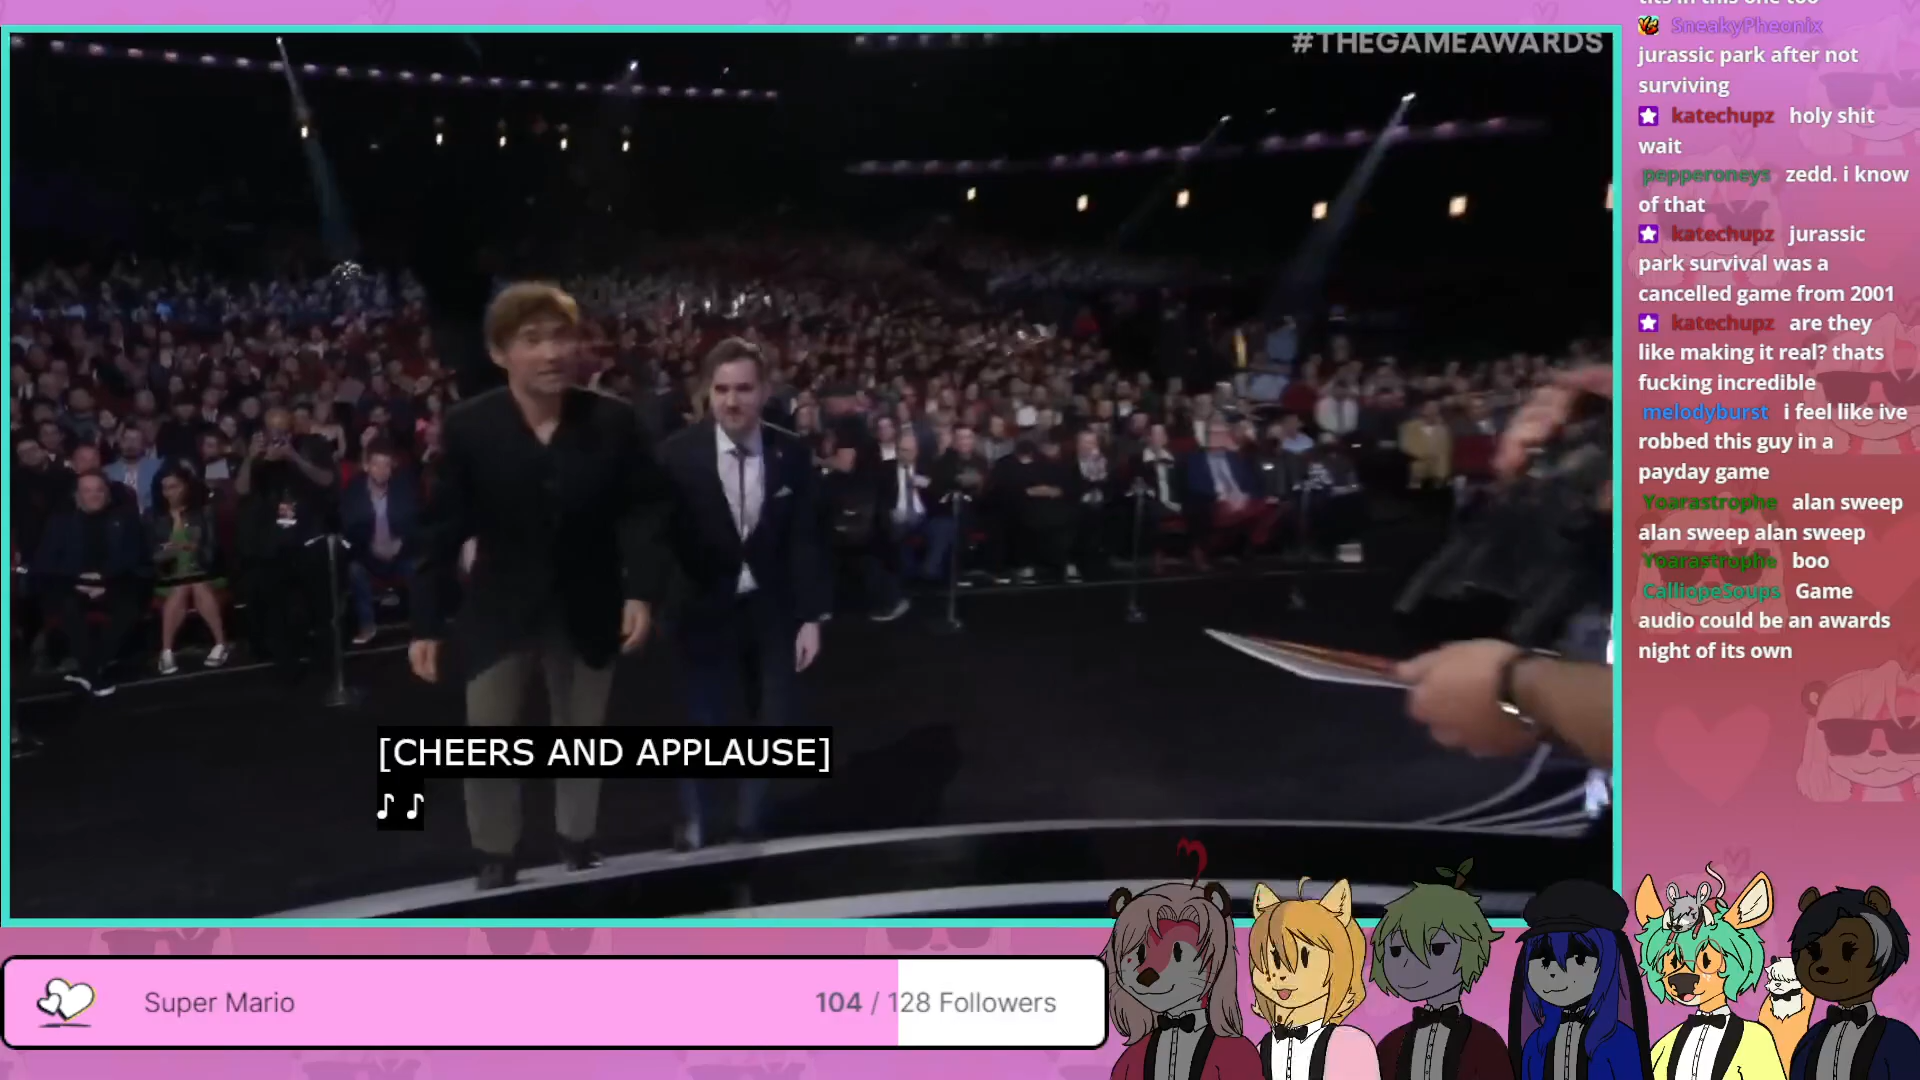 #THEGAMEAWARDS
[CHEERS AND APPLAUSE]
♪ ♪
Super Mario
104 / 128 Followers
SneakyPheonix
jurassic park after not
surviving
katechupz holy shit
wait
pepperoneys zedd. i know
of that
katechupz jurassic
park survival was a
cancelled game from 2001
katechupz are they
like making it real? thats
fucking incredible
melodyburst i feel like ive
robbed this guy in a
payday game
Yoarastrophe alan sweep
alan sweep alan sweep
Yoarastrophe boo
CalliopeSoups Game
audio could be an awards
night of its own